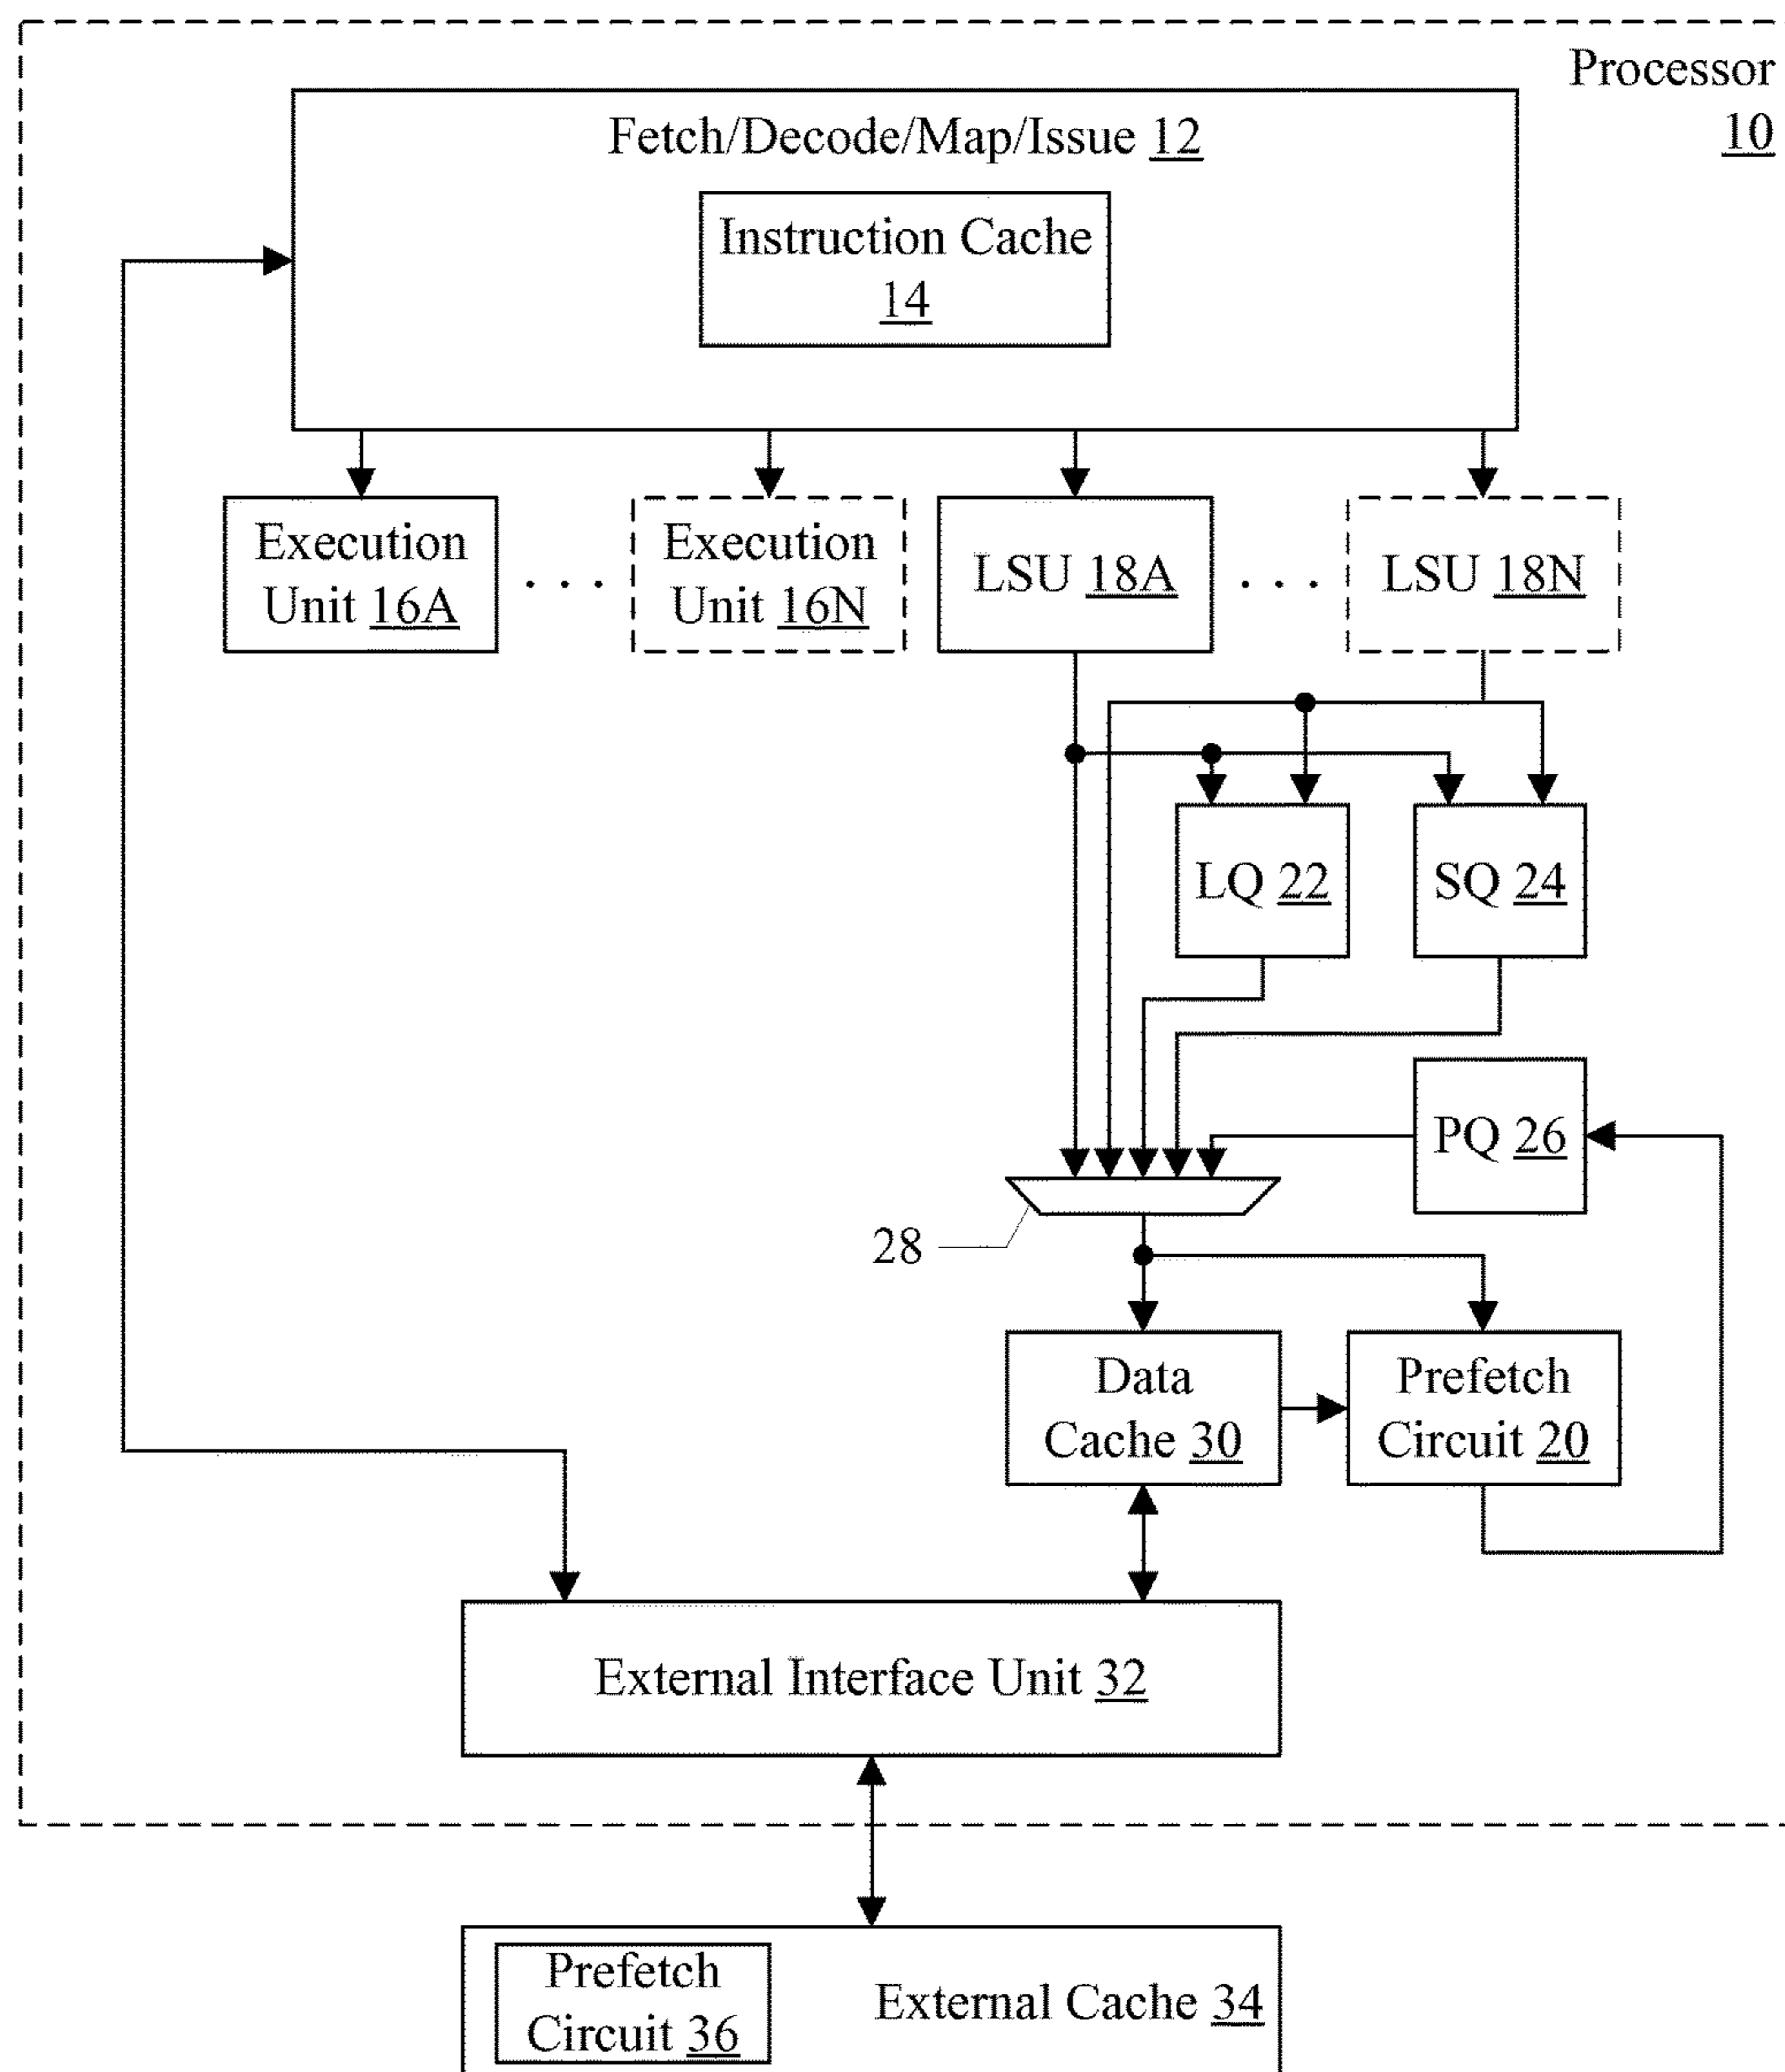 Processor
10
Fetch/Decode/Map/Issue 12
Instruction Cache
14
Execution
Unit 16A
. . .
Execution
Unit 16N
LSU 18A
. . .
LSU 18N
LQ 22
SQ 24
PQ 26
28
Data
Cache 30
Prefetch
Circuit 20
External Interface Unit 32
Prefetch
Circuit 36
External Cache 34